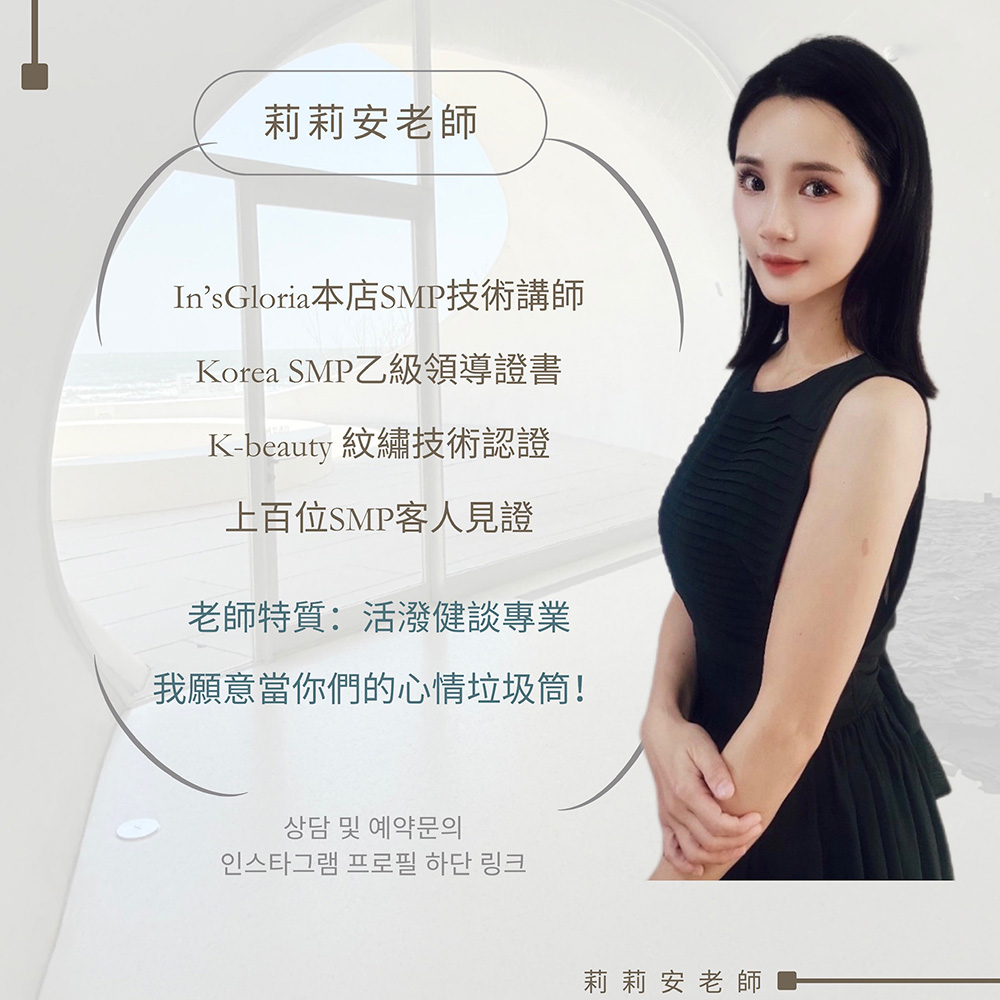 莉莉安老師
In'sGloria本店SMP技術講師
Korea SMP乙級領導證書
K-beauty 紋繡技術認證
上百位SMP客人見證
老師特質：活潑健談專業
我願意當你們的心情垃圾筒！
상담 및 예약문의
인스타그램 프로필 하단 링크
莉莉安老師